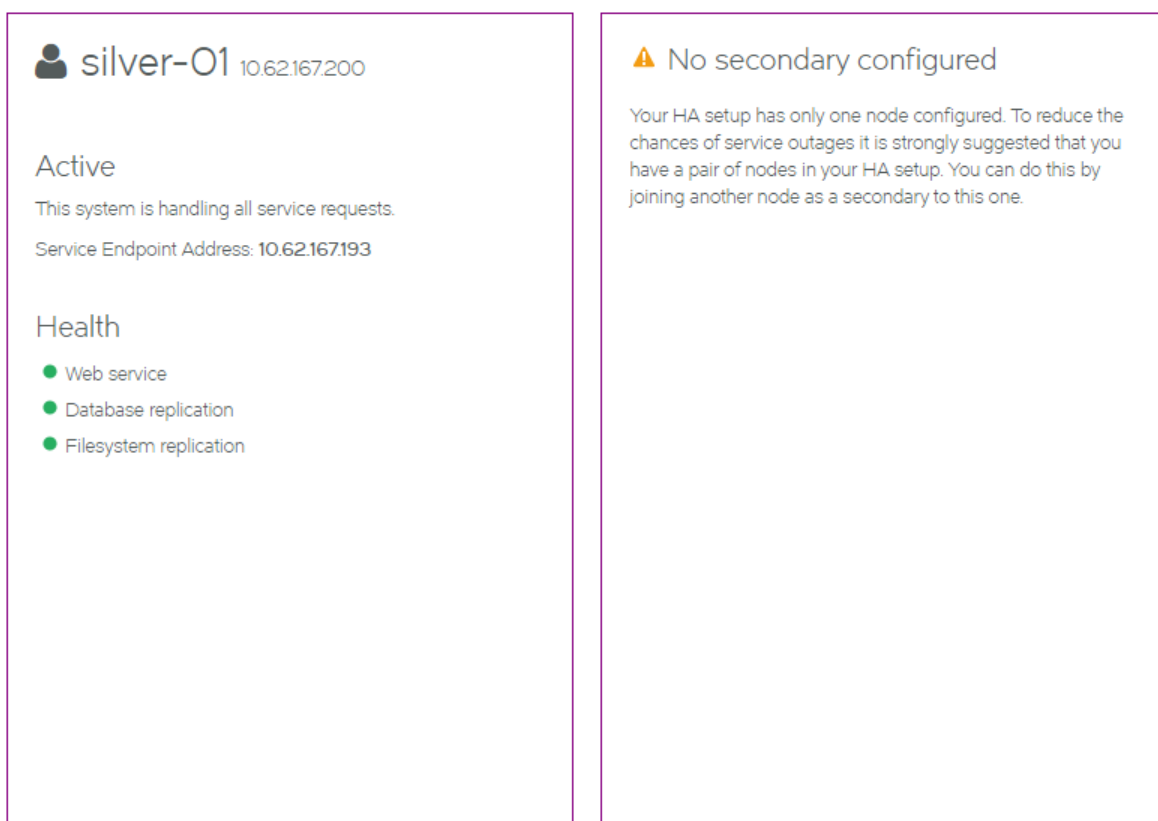 silver-01 10.62.167.200
Active
This system is handling all service requests.
Service Endpoint Address: 10.62.167.193
Health
Web service
Database replication
Filesystem replication
No secondary configured
Your HA setup has only one node configured. To reduce the
chances of service outages it is strongly suggested that you
have a pair of nodes in your HA setup. You can do this by
joining another node as a secondary to this one.